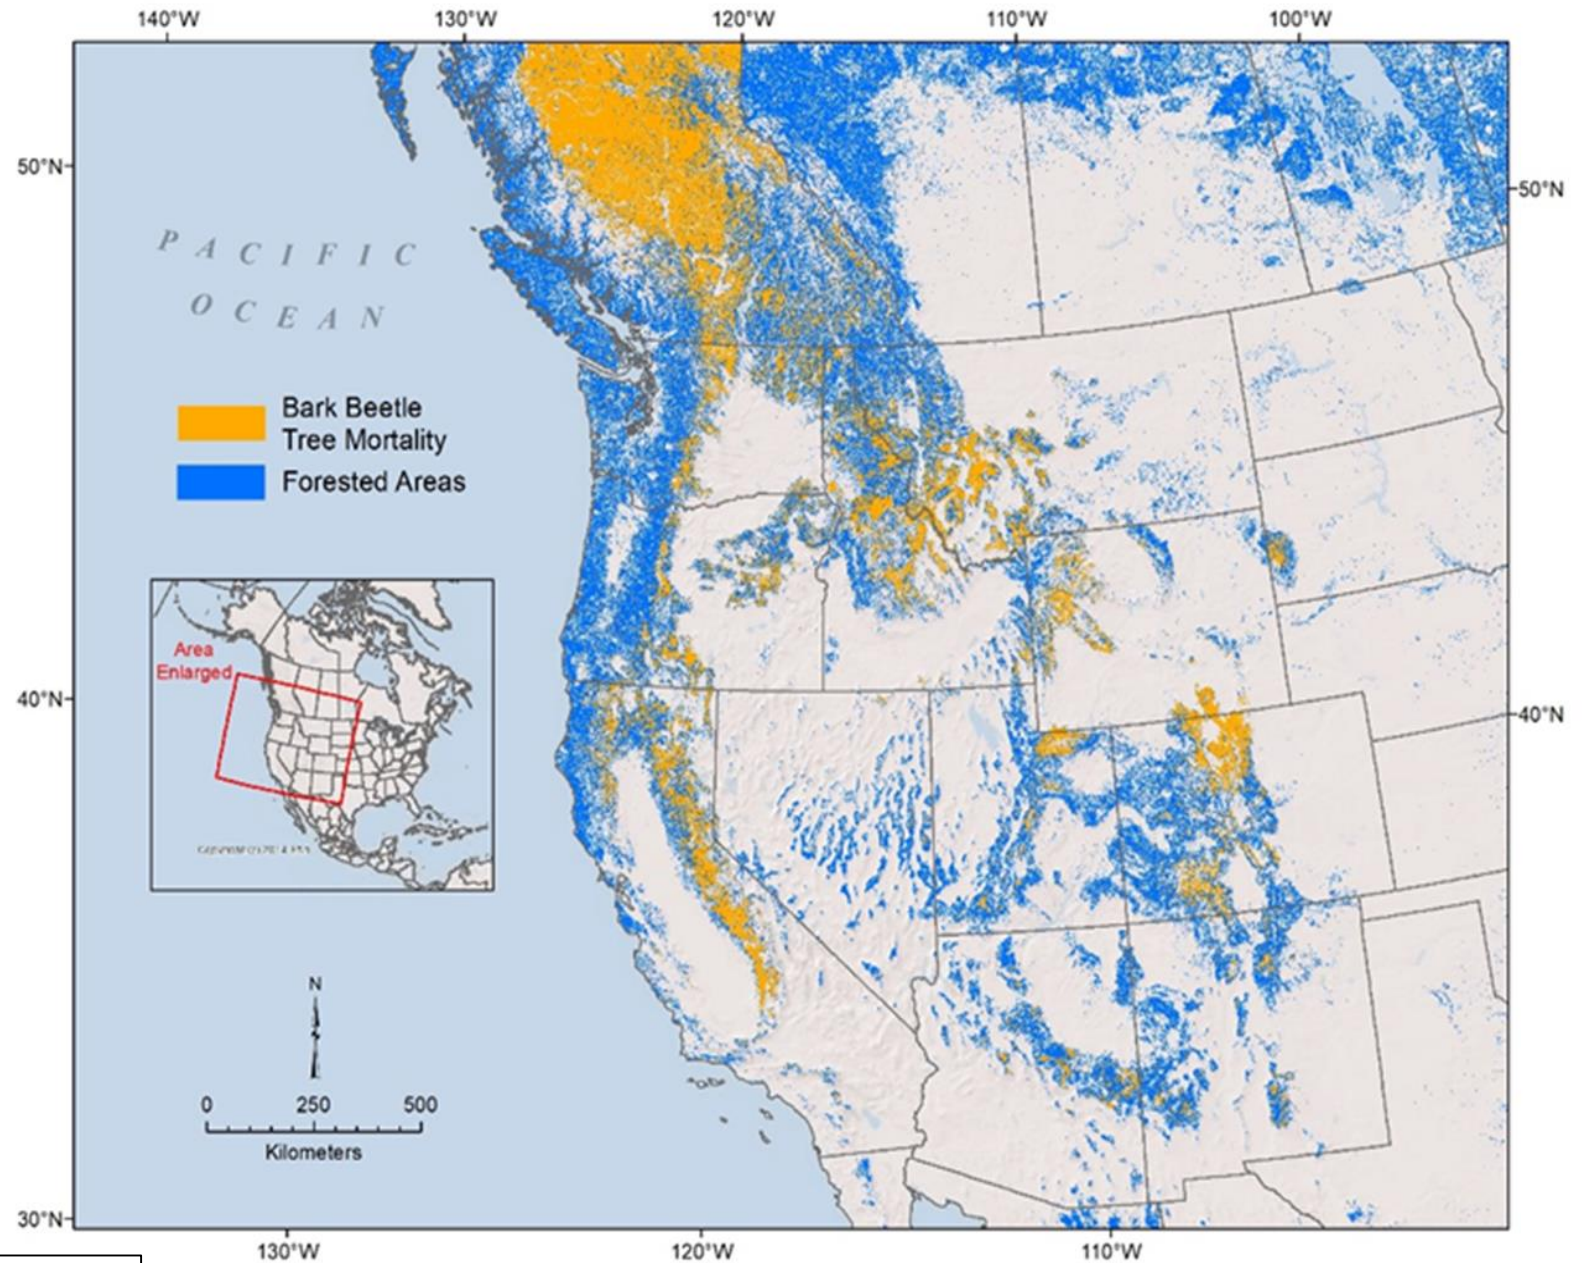 140°W 130°W 120°W 110°W 100°W
50°N
50°N
PACIFIC
OCEAN
Bark Beetle
Tree Mortality
Forested Areas
Area
Enlarged
40°N
40°N
N
0 250 500
Kilometers
30°N
130°W 120°W 110°W